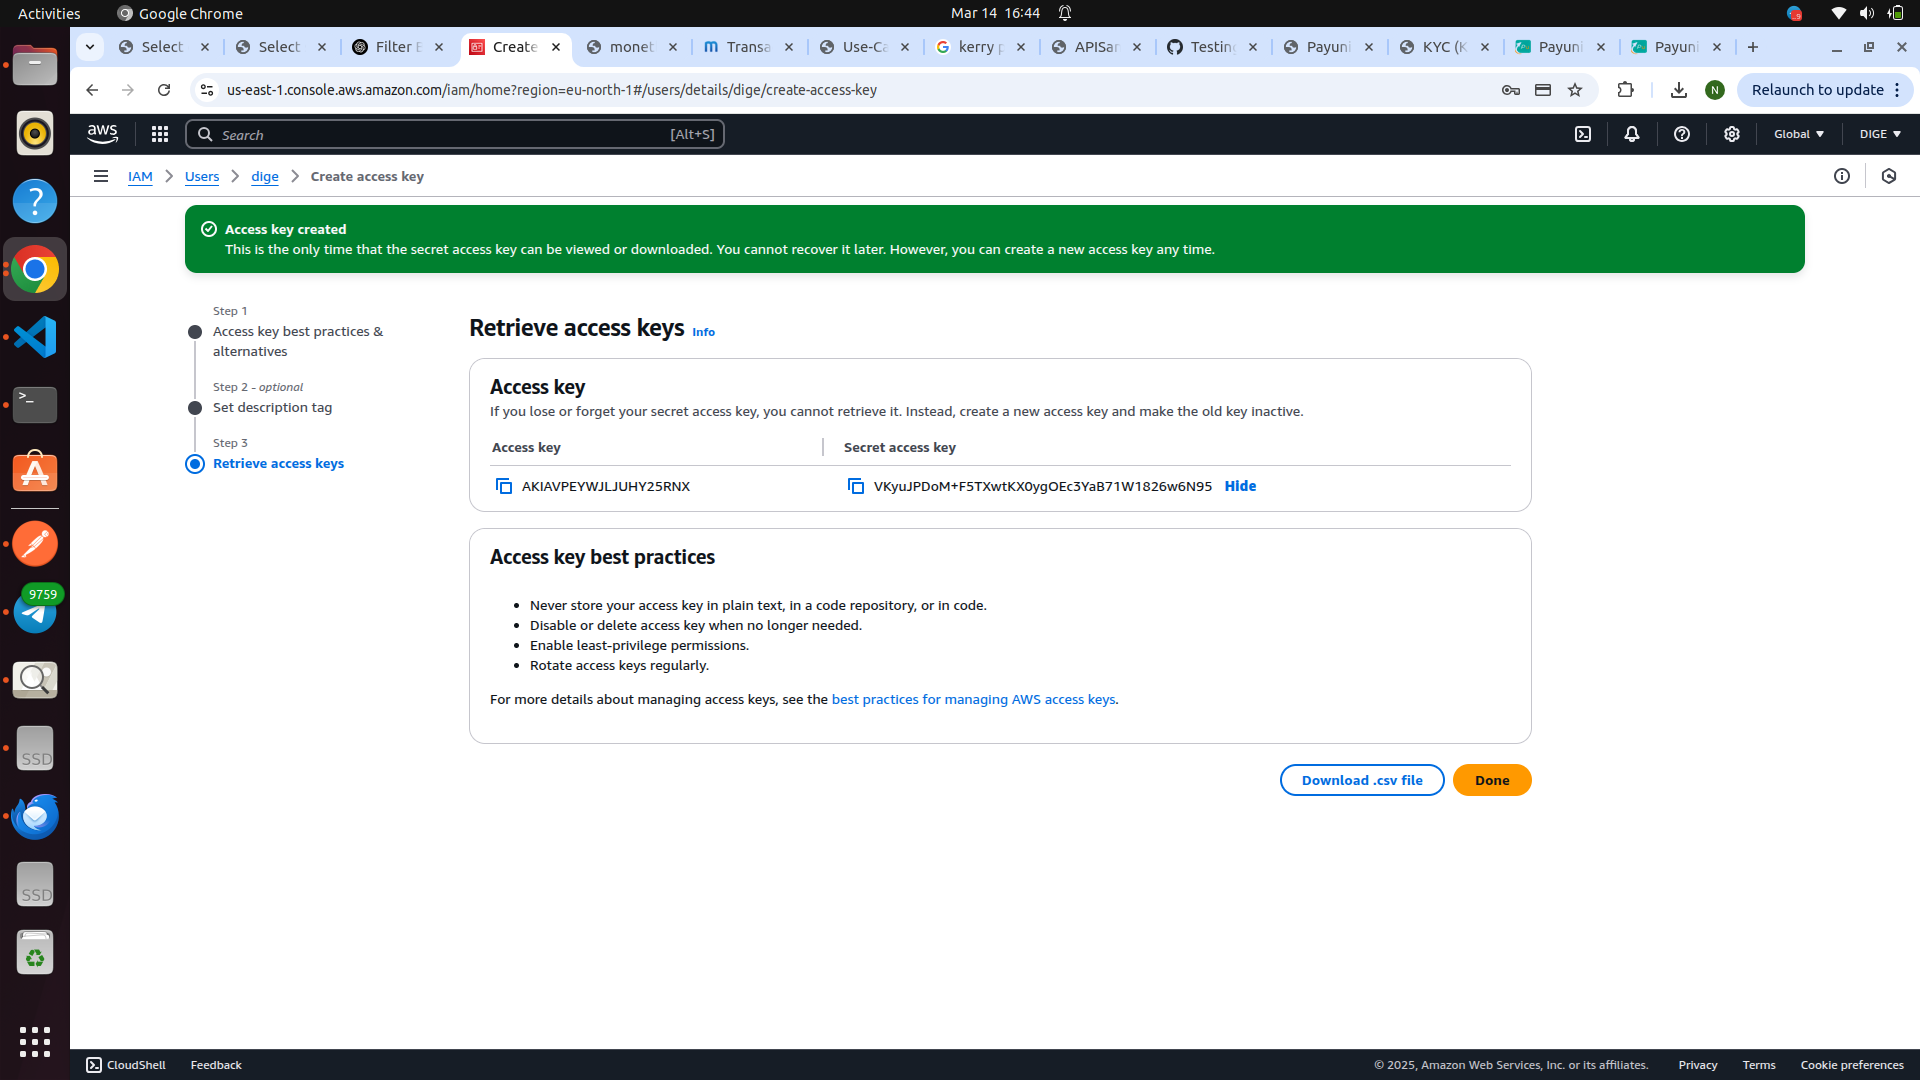 Activities
Google Chrome
Mar 14 16:44
Select
Select
Filter E
Create
monet
Transa
Use-Ca
kerry p
APISan
Testing
Payuni
KYC (K
Payuni
Payuni
us-east-1.console.aws.amazon.com/iam/home?region=eu-north-1#/users/details/dige/create-access-key
Relaunch to update
aws
Search
[Alt+S]
Global
DIGE
IAM
Users
dige
Create access key
Access key created
This is the only time that the secret access key can be viewed or downloaded. You cannot recover it later. However, you can create a new access key any time.
Step 1
Access key best practices &
alternatives
Step 2 - optional
Set description tag
Step 3
Retrieve access keys
Retrieve access keys Info
Access key
If you lose or forget your secret access key, you cannot retrieve it. Instead, create a new access key and make the old key inactive.
Access key
Secret access key
AKIAVPEYWJLJUHY25RNX
VKyuJPDoM+F5TXwtKX0ygOEc3YaB71W1826w6N95 Hide
Access key best practices
• Never store your access key in plain text, in a code repository, or in code.
• Disable or delete access key when no longer needed.
• Enable least-privilege permissions.
• Rotate access keys regularly.
For more details about managing access keys, see the best practices for managing AWS access keys.
Download .csv file
Done
9759
SSD
SSD
CloudShell
Feedback
© 2025, Amazon Web Services, Inc. or its affiliates.
Privacy
Terms
Cookie preferences